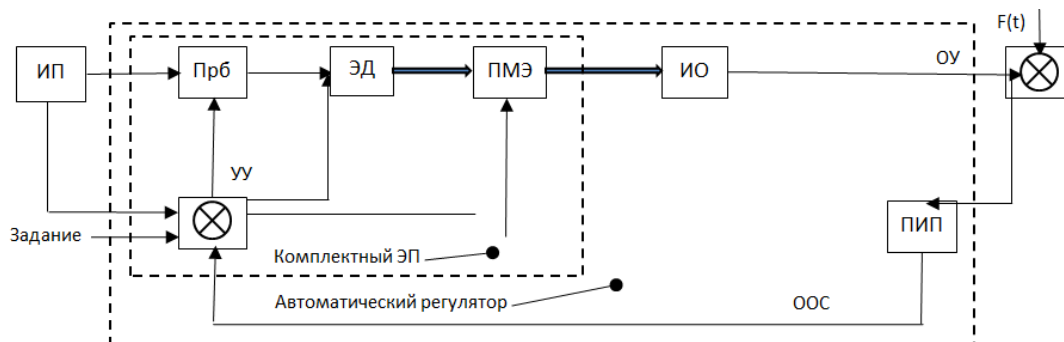 F(t)
ИП
Прб
ЭД
ПМЭ
ИО
ОУ
УУ
Задание
ПИП
Комплектный ЭП
Автоматический регулятор
ООС